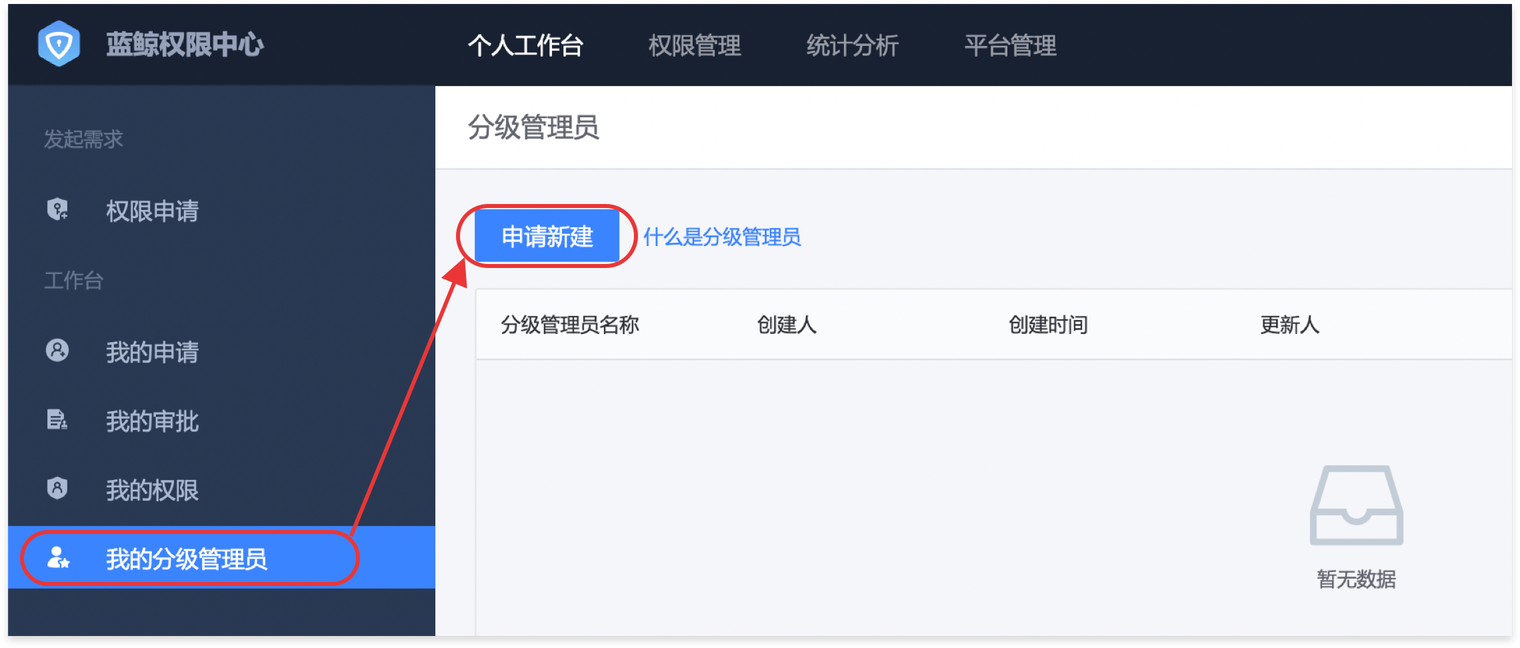 蓝鲸权限中心
个人工作台 权限管理 统计分析 平台管理
发起需求
权限申请
工作台
我的申请
我的审批
我的权限
我的分级管理员
分级管理员
申请新建 什么是分级管理员
分级管理员名称 创建人 创建时间 更新人
暂无数据